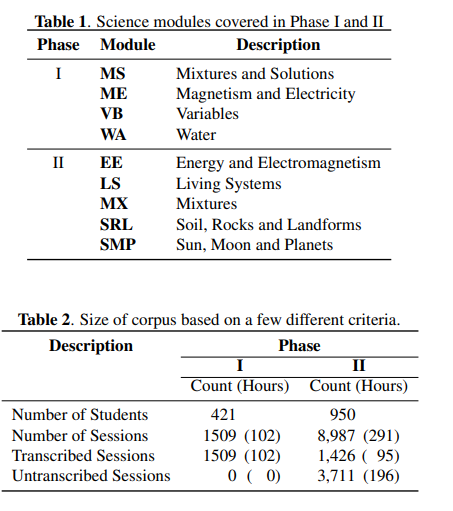 Table 1. Science modules covered in Phase I and II
Phase Module Description
I MS Mixtures and Solutions
ME Magnetism and Electricity
VB Variables
WA Water
II EE Energy and Electromagnetism
LS Living Systems
MX Mixtures
SRL Soil, Rocks and Landforms
SMP Sun, Moon and Planets
Table 2. Size of corpus based on a few different criteria.
Description Phase
I II
Count (Hours) Count (Hours)
Number of Students 421 950
Number of Sessions 1509 (102) 8,987 (291)
Transcribed Sessions 1509 (102) 1,426 ( 95)
Untranscribed Sessions 0 ( 0) 3,711 (196)